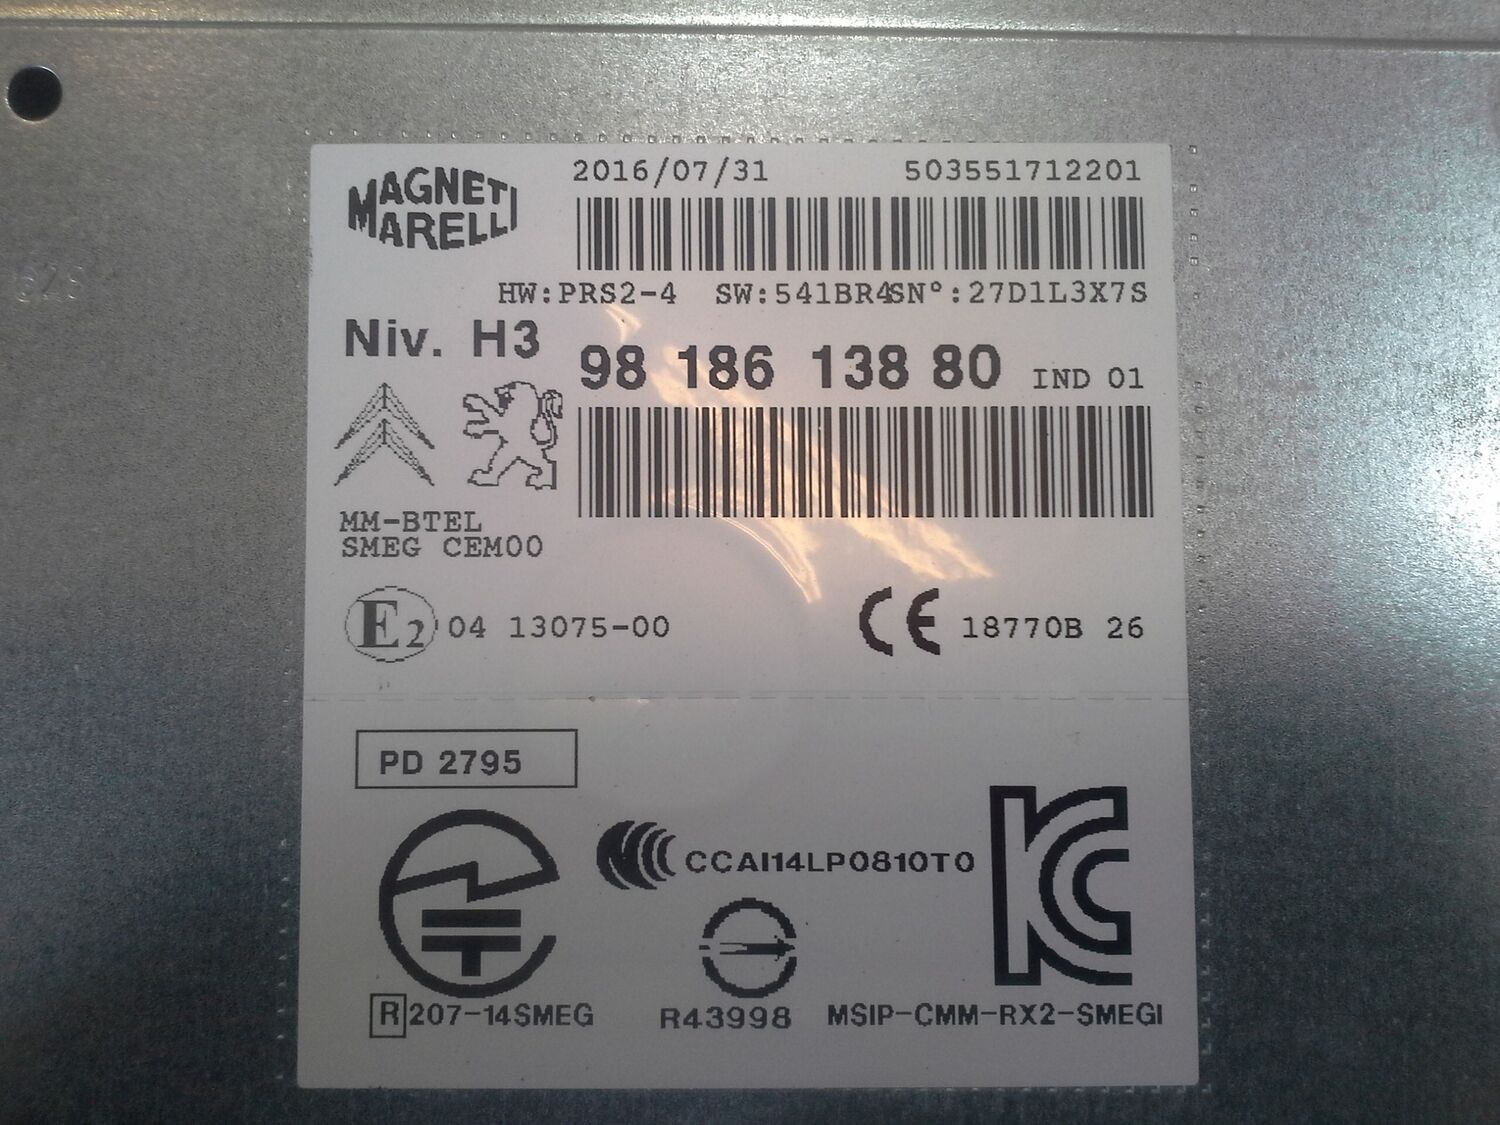 MAGNETI
MARELLI
2016/07/31 503551712201
HW:PRS2-4 SW:541BR4SN°:27D1L3X7S
Niv. H3
98 186 138 80 IND 01
MM-BTEL
SMEG CEM00
E2 04 13075-00
CE 18770B 26
PD 2795
CCAI14LP0810T0
R 207-14SMEG
R43998
MSIP-CMM-RX2-SMEGI